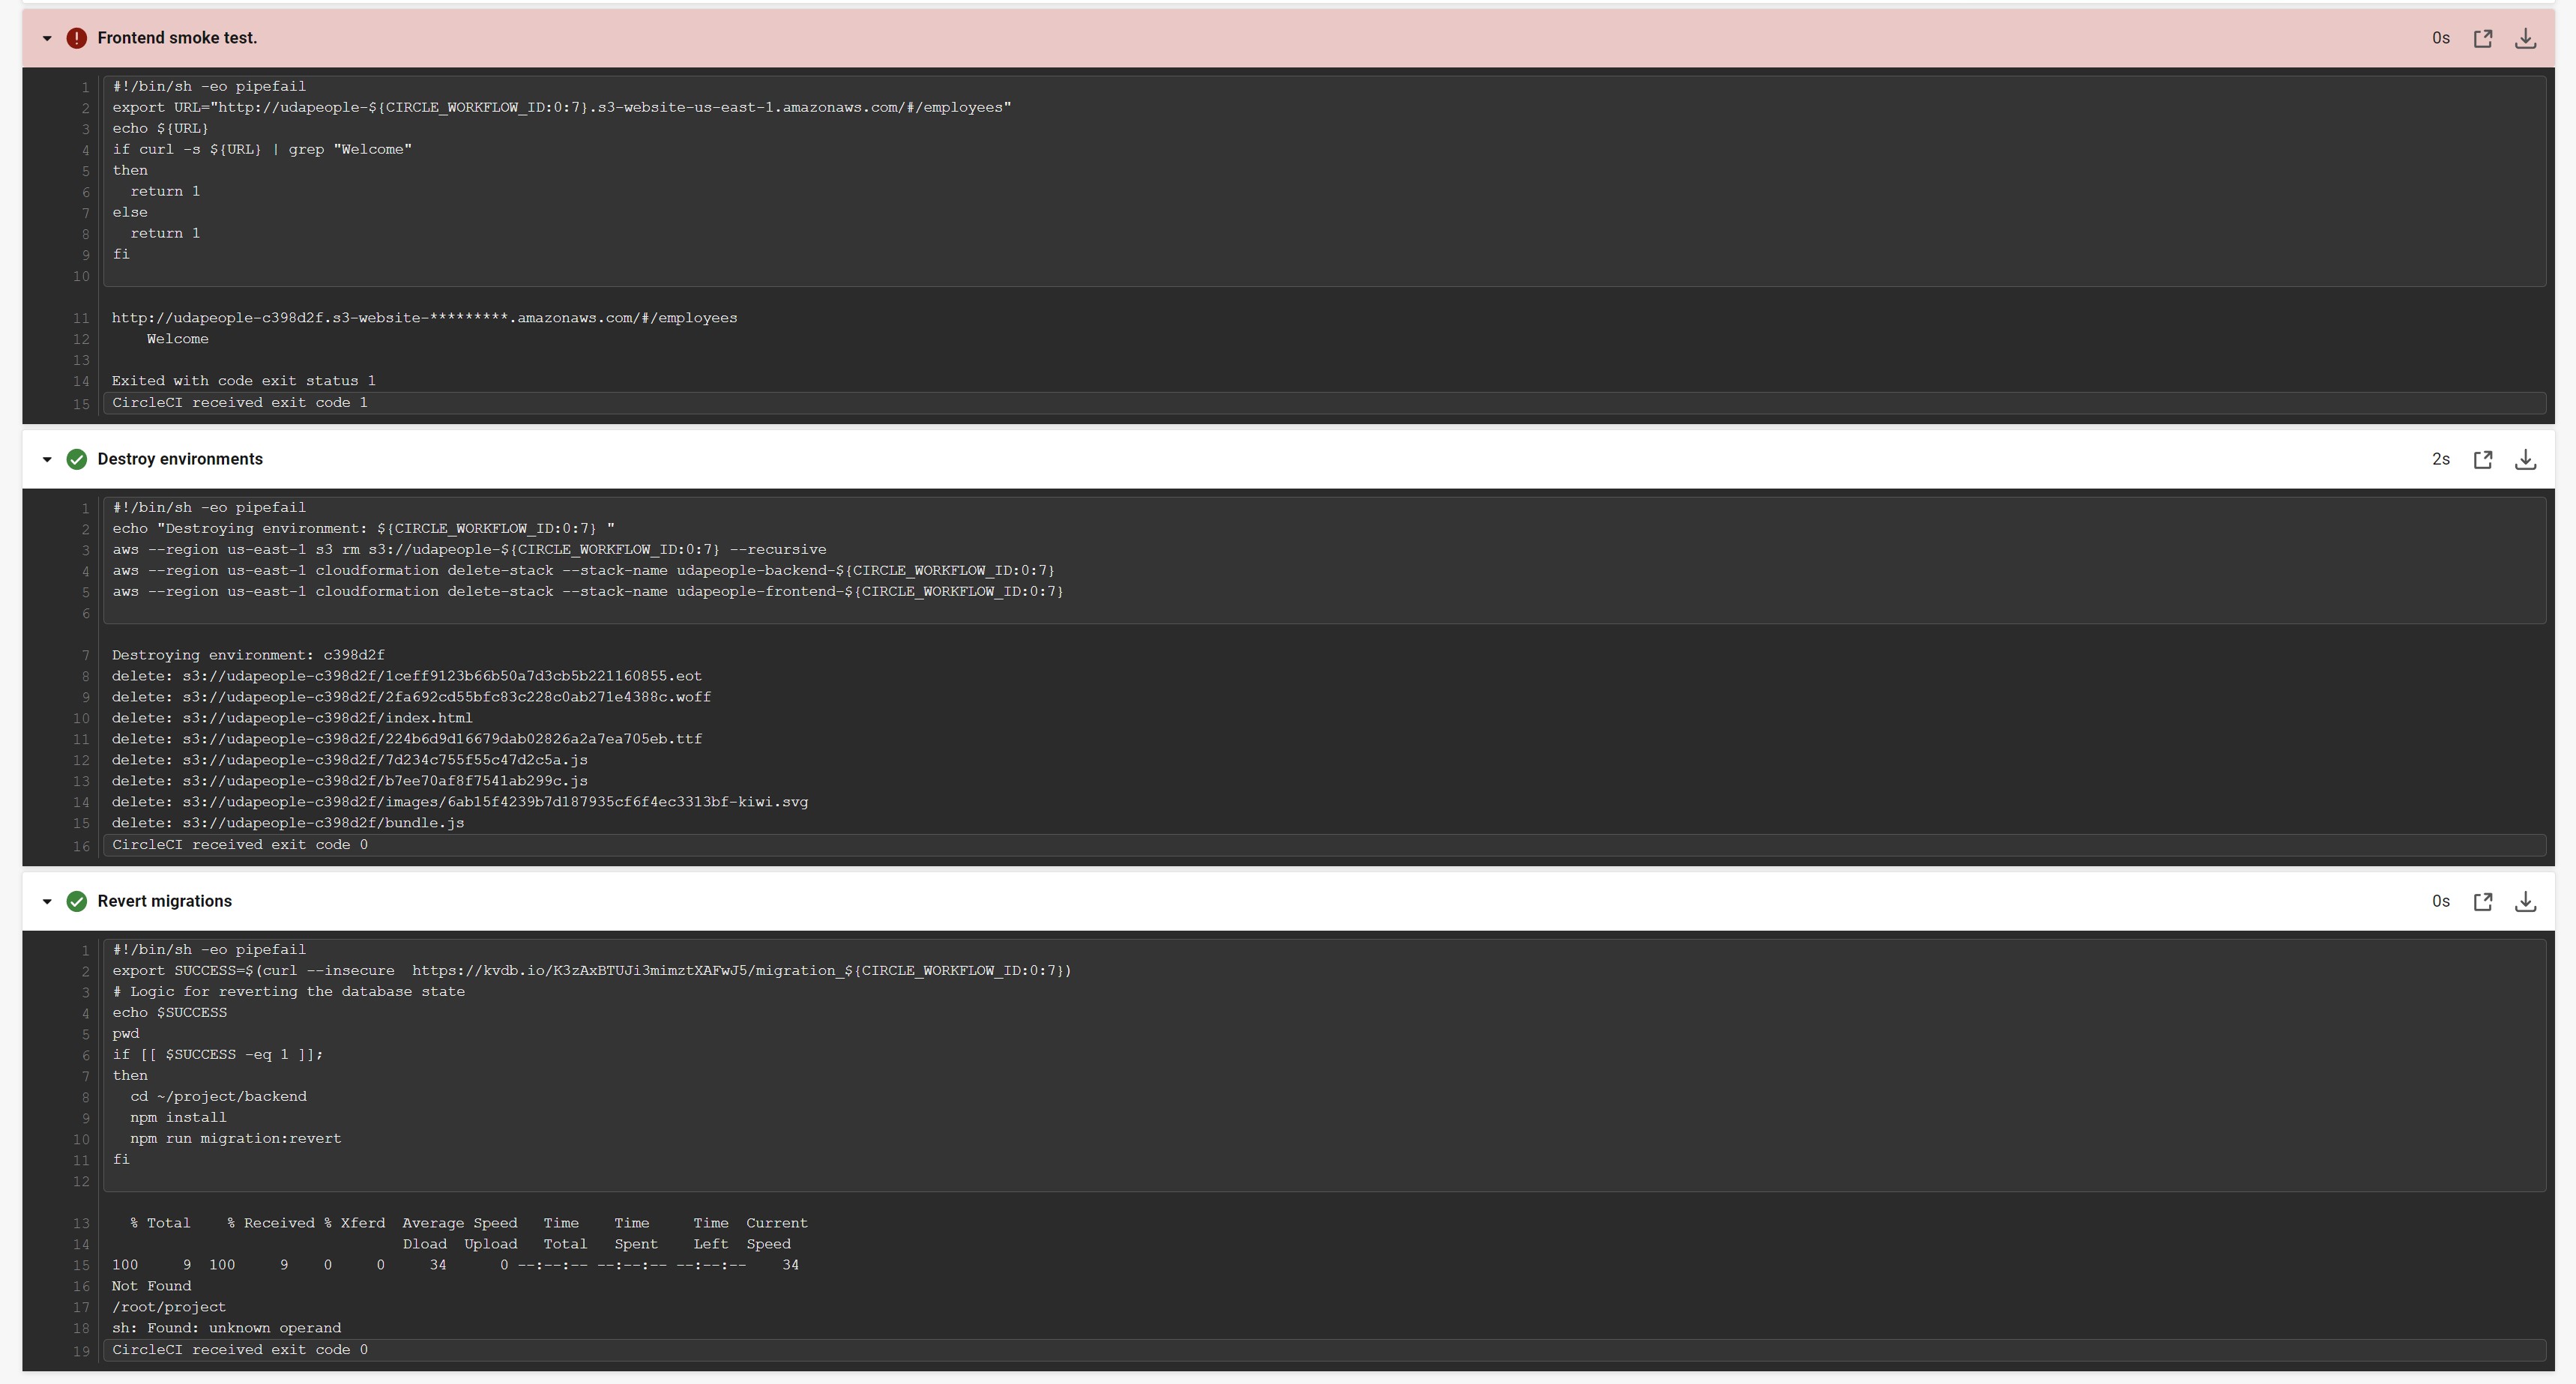 Frontend smoke test.
0s
1 #!/bin/sh -eo pipefail
2 export URL="http://udapeople-${CIRCLE_WORKFLOW_ID:0:7}.s3-website-us-east-1.amazonaws.com/#/employees"
3 echo ${URL}
4 if curl -s ${URL} | grep "Welcome"
5 then
6   return 1
7 else
8   return 1
9 fi
10
11 http://udapeople-c398d2f.s3-website-*********.amazonaws.com/#/employees
12     Welcome
13
14 Exited with code exit status 1
15 CircleCI received exit code 1
Destroy environments
2s
1 #!/bin/sh -eo pipefail
2 echo "Destroying environment: ${CIRCLE_WORKFLOW_ID:0:7} "
3 aws --region us-east-1 s3 rm s3://udapeople-${CIRCLE_WORKFLOW_ID:0:7} --recursive
4 aws --region us-east-1 cloudformation delete-stack --stack-name udapeople-backend-${CIRCLE_WORKFLOW_ID:0:7}
5 aws --region us-east-1 cloudformation delete-stack --stack-name udapeople-frontend-${CIRCLE_WORKFLOW_ID:0:7}
6
7 Destroying environment: c398d2f
8 delete: s3://udapeople-c398d2f/1ceff9123b66b50a7d3cb5b221160855.eot
9 delete: s3://udapeople-c398d2f/2fa692cd55bfc83c228c0ab271e4388c.woff
10 delete: s3://udapeople-c398d2f/index.html
11 delete: s3://udapeople-c398d2f/224b6d9d16679dab02826a2a7ea705eb.ttf
12 delete: s3://udapeople-c398d2f/7d234c755f55c47d2c5a.js
13 delete: s3://udapeople-c398d2f/b7ee70af8f7541ab299c.js
14 delete: s3://udapeople-c398d2f/images/6ab15f4239b7d187935cf6f4ec3313bf-kiwi.svg
15 delete: s3://udapeople-c398d2f/bundle.js
16 CircleCI received exit code 0
Revert migrations
0s
1 #!/bin/sh -eo pipefail
2 export SUCCESS=$(curl --insecure  https://kvdb.io/K3zAxBTUJi3mimztXAFwJ5/migration_${CIRCLE_WORKFLOW_ID:0:7})
3 # Logic for reverting the database state
4 echo $SUCCESS
5 pwd
6 if [[ $SUCCESS -eq 1 ]];
7 then
8   cd ~/project/backend
9   npm install
10   npm run migration:revert
11 fi
12
13   % Total    % Received % Xferd  Average Speed   Time    Time     Time  Current
14                                  Dload  Upload   Total   Spent    Left  Speed
15 100     9  100     9    0     0     34      0 --:--:-- --:--:-- --:--:--    34
16 Not Found
17 /root/project
18 sh: Found: unknown operand
19 CircleCI received exit code 0